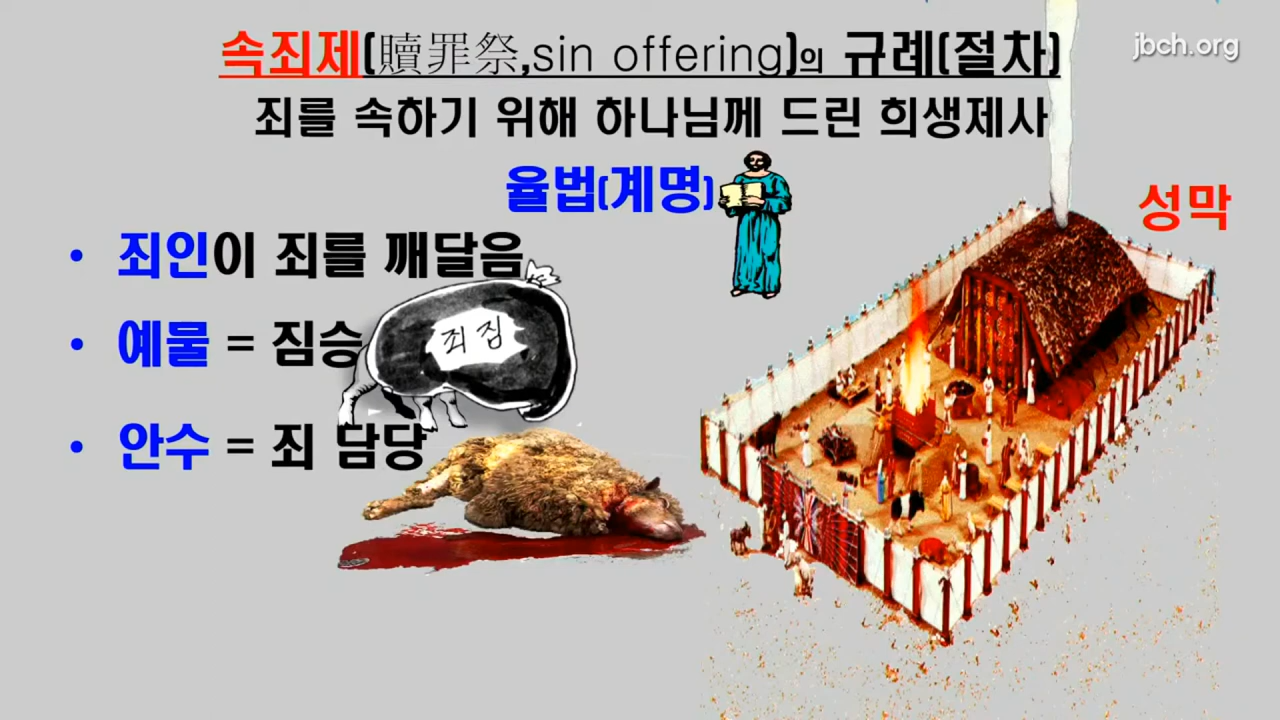 속죄제(贖罪祭,sin offering)의 규례(절차)
jbch.org
죄를 속하기 위해 하나님께 드린 희생제사
율법(계명)
성막
• 죄인이 죄를 깨달음
• 예물 = 짐승
죄 짐
• 안수 = 죄 담당